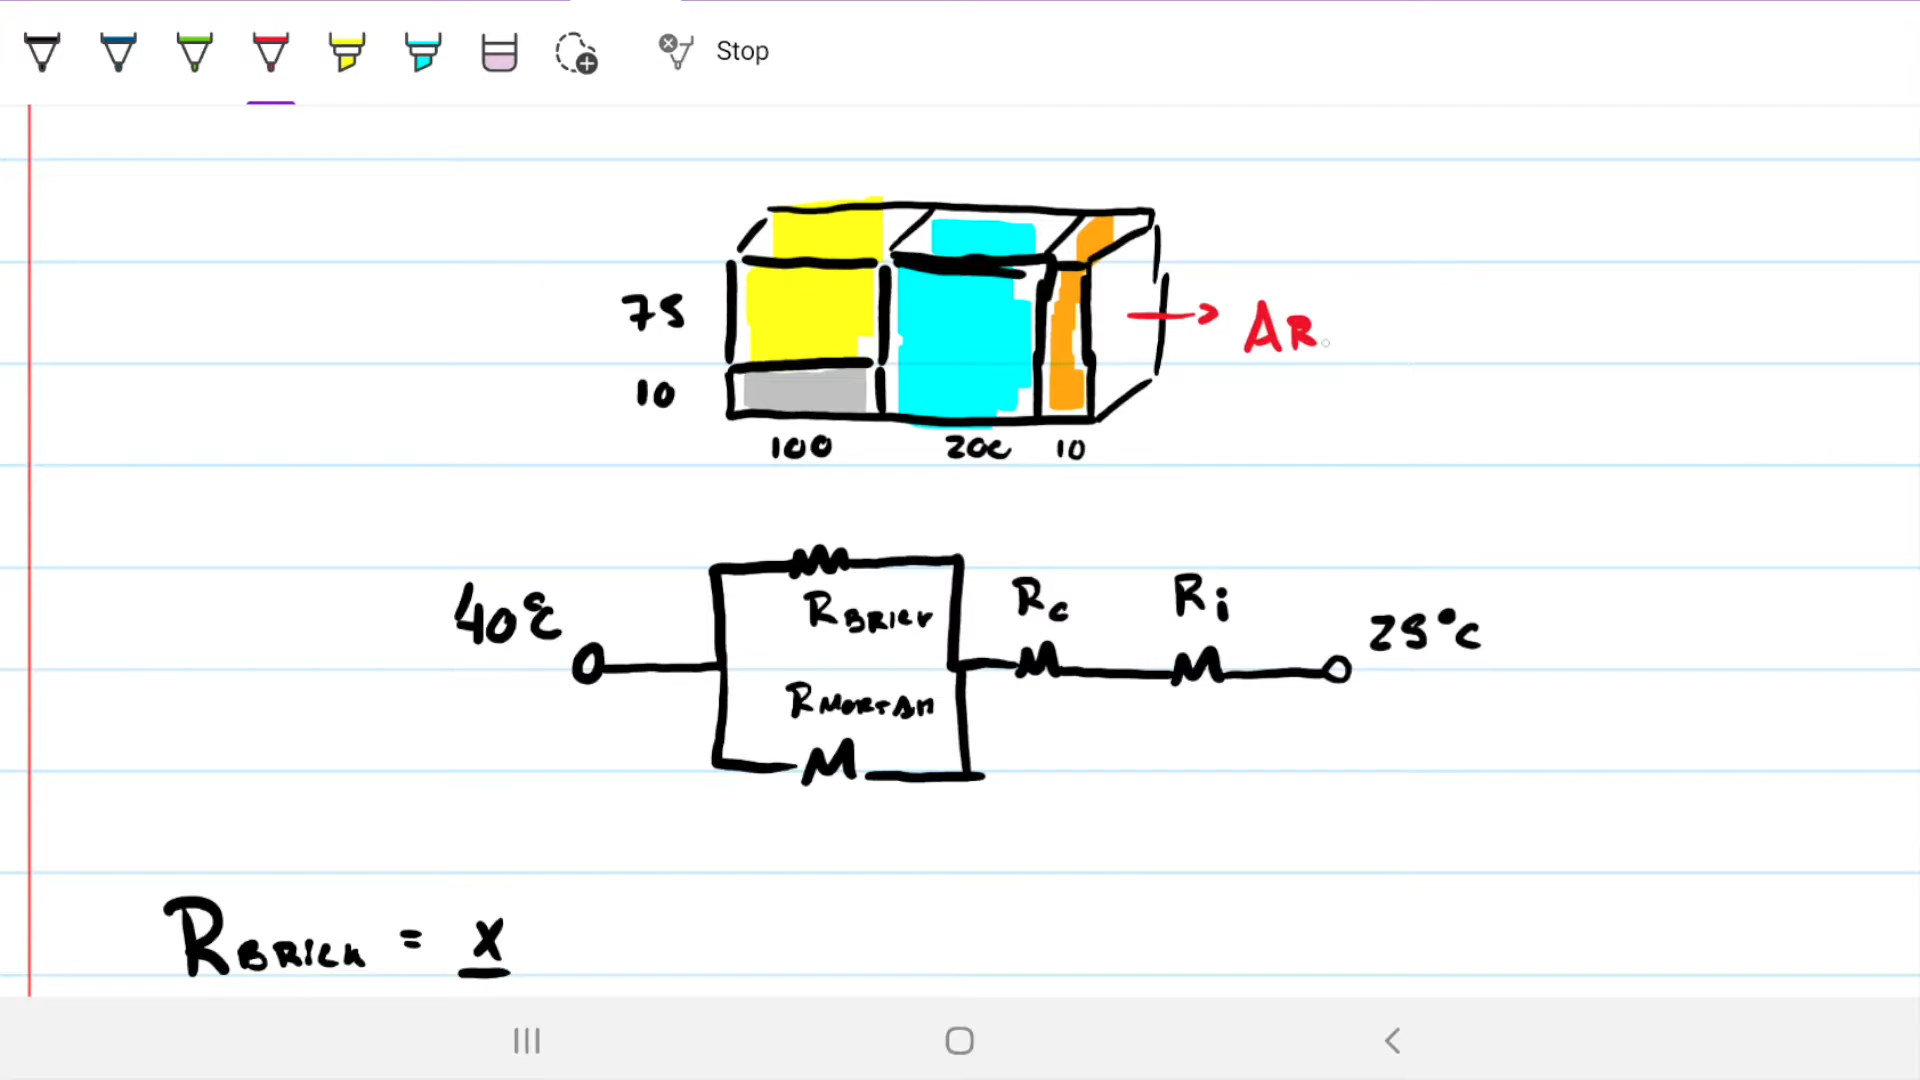 Stop
75
AR
10
100 200 10
40°C
RBRICK
Rc
Ri
25°C
RMORTAR
RBRICK = x